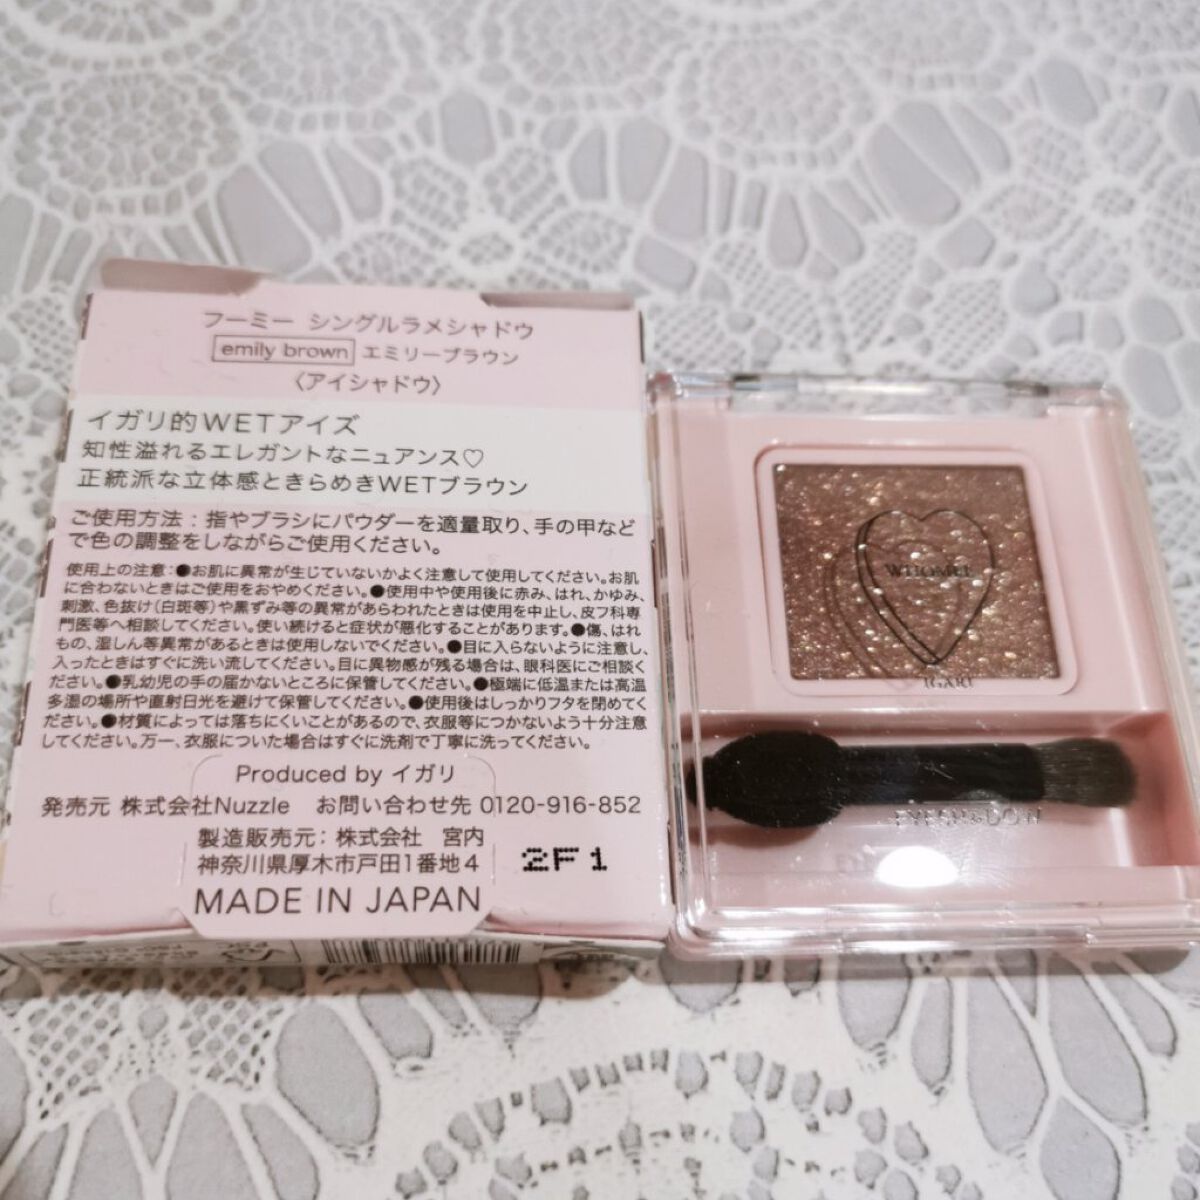 フーミー シングルラメシャドウ
emily brown エミリーブラウン
〈アイシャドウ〉
イガリ的WETアイズ
知性溢れるエレガントなニュアンス♡
正統派な立体感ときらめきWETブラウン
ご使用方法：指やブラシにパウダーを適量取り、手の甲など
で色の調整をしながらご使用ください。
使用上の注意：●お肌に異常が生じていないかよく注意して使用してください。お肌
に合わないときはご使用をおやめください。●使用中や使用後に赤み、はれ、かゆみ、
刺激、色抜け(白斑等)や黒ずみ等の異常があらわれたときは使用を中止し、皮フ科専
門医等へ相談してください。使い続けると症状が悪化することがあります。●傷、はれ
もの、湿しん等異常があるときは使用しないでください。●目に入らないように注意し、
入ったときはすぐに洗い流してください。目に異物感が残る場合は、眼科医にご相談く
ださい。●乳幼児の手の届かないところに保管してください。●極端に低温または高温
多湿の場所や直射日光を避けて保管してください。●使用後はしっかりフタを閉めてく
ださい。●材質によっては落ちにくいことがあるので、衣服等につかないよう十分注意
してください。万一、衣服についた場合はすぐに洗剤で丁寧に洗ってください。
Produced by イガリ
発売元 株式会社Nuzzle お問い合わせ先 0120-916-852
製造販売元：株式会社 宮内
神奈川県厚木市戸田1番地4
2F1
MADE IN JAPAN
WHOMEE
IGARI
EYESHADOW